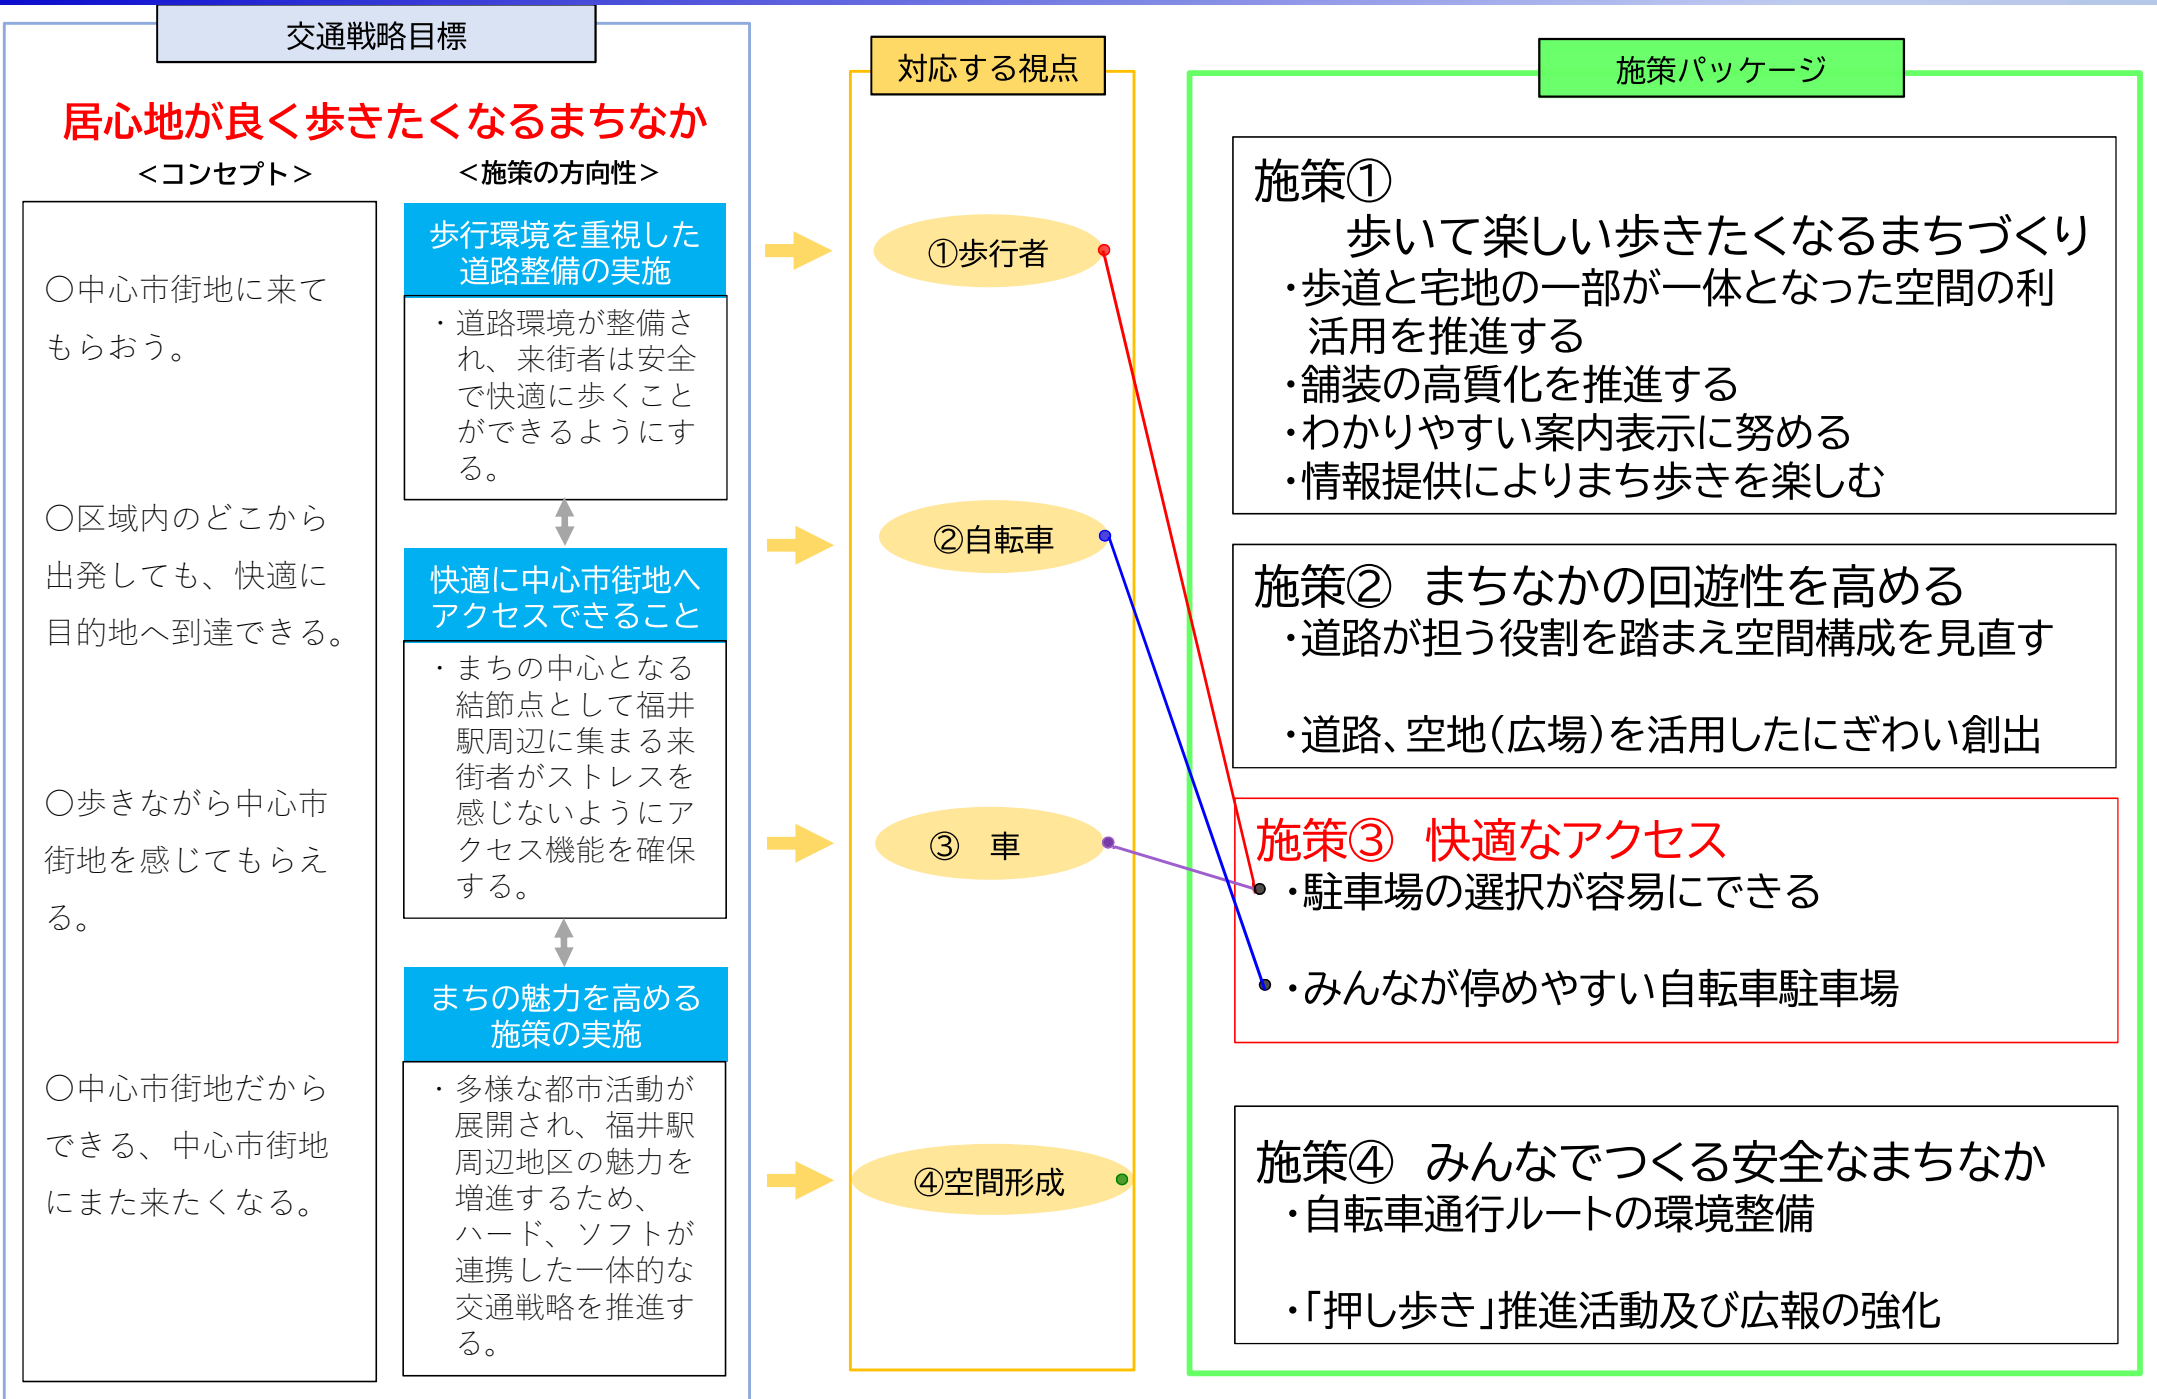 交通戦略目標
居心地が良く歩きたくなるまちなか
＜コンセプト＞
〇中心市街地に来て
もらおう。
〇区域内のどこから
出発しても、快適に
目的地へ到達できる。
〇歩きながら中心市
街地を感じてもらえ
る。
〇中心市街地だから
できる、中心市街地
にまた来たくなる。
＜施策の方向性＞
歩行環境を重視した
道路整備の実施
・道路環境が整備さ
れ、来街者は安全
で快適に歩くこと
ができるようにす
る。
快適に中心市街地へ
アクセスできること
・まちの中心となる
結節点として福井
駅周辺に集まる来
街者がストレスを
感じないようにア
クセス機能を確保
する。
まちの魅力を高める
施策の実施
・多様な都市活動が
展開され、福井駅
周辺地区の魅力を
増進するため、
ハード、ソフトが
連携した一体的な
交通戦略を推進す
る。
対応する視点
①歩行者
②自転車
③　車
④空間形成
施策パッケージ
施策①
歩いて楽しい歩きたくなるまちづくり
・歩道と宅地の一部が一体となった空間の利
活用を推進する
・舗装の高質化を推進する
・わかりやすい案内表示に努める
・情報提供によりまち歩きを楽しむ
施策②　まちなかの回遊性を高める
・道路が担う役割を踏まえ空間構成を見直す
・道路、空地（広場）を活用したにぎわい創出
施策③　快適なアクセス
・駐車場の選択が容易にできる
・みんなが停めやすい自転車駐車場
施策④　みんなでつくる安全なまちなか
・自転車通行ルートの環境整備
・「押し歩き」推進活動及び広報の強化